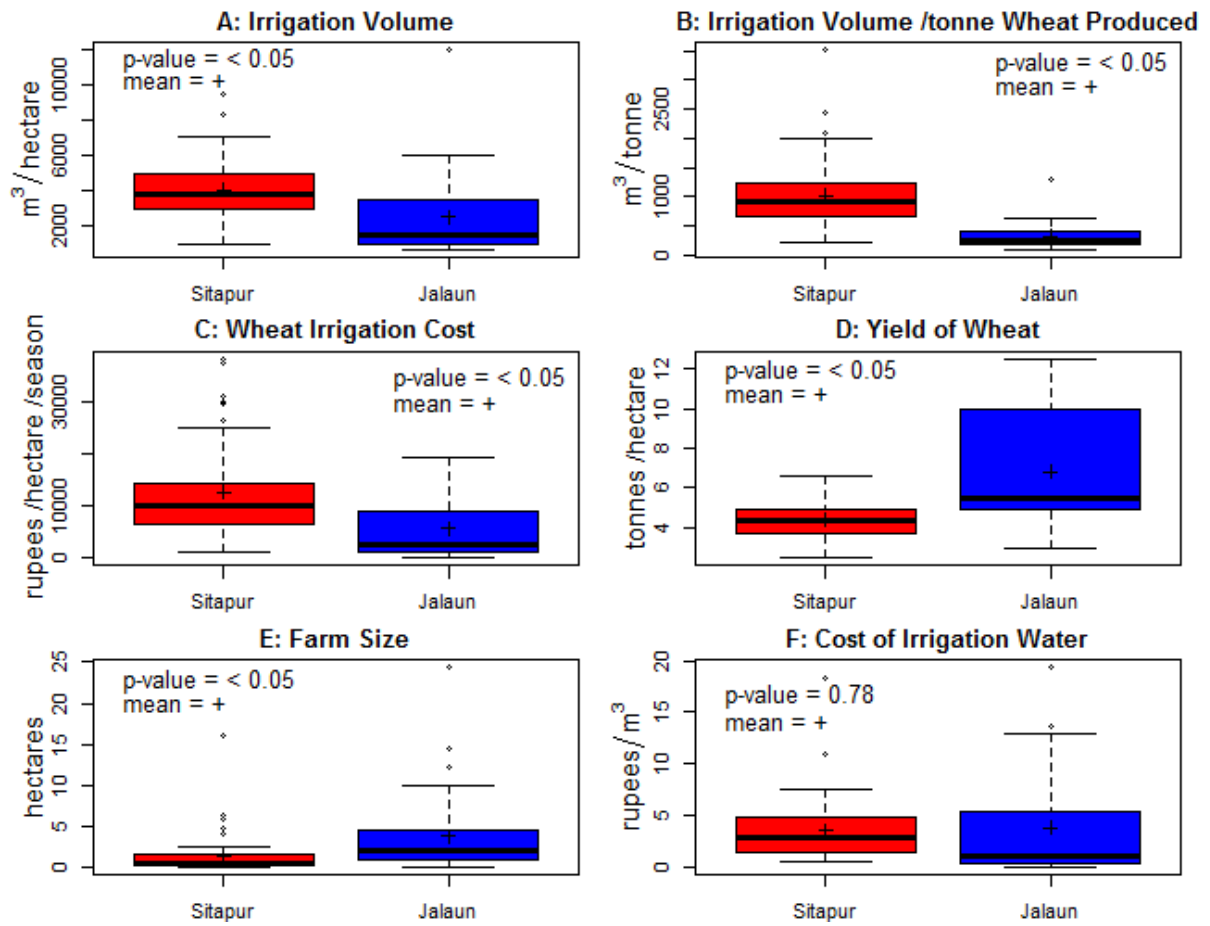 A: Irrigation Volume
p-value = < 0.05
mean = +
m³ / hectare
2000
6000
10000
Sitapur
Jalaun
B: Irrigation Volume /tonne Wheat Produced
p-value = < 0.05
mean = +
m³ / tonne
0
1000
2500
Sitapur
Jalaun
C: Wheat Irrigation Cost
p-value = < 0.05
mean = +
rupees /hectare /season
0
10000
30000
Sitapur
Jalaun
D: Yield of Wheat
p-value = < 0.05
mean = +
tonnes /hectare
4
6
8
10
12
Sitapur
Jalaun
E: Farm Size
p-value = < 0.05
mean = +
hectares
0
5
10
15
20
25
Sitapur
Jalaun
F: Cost of Irrigation Water
p-value = 0.78
mean = +
rupees / m³
0
5
10
15
20
Sitapur
Jalaun